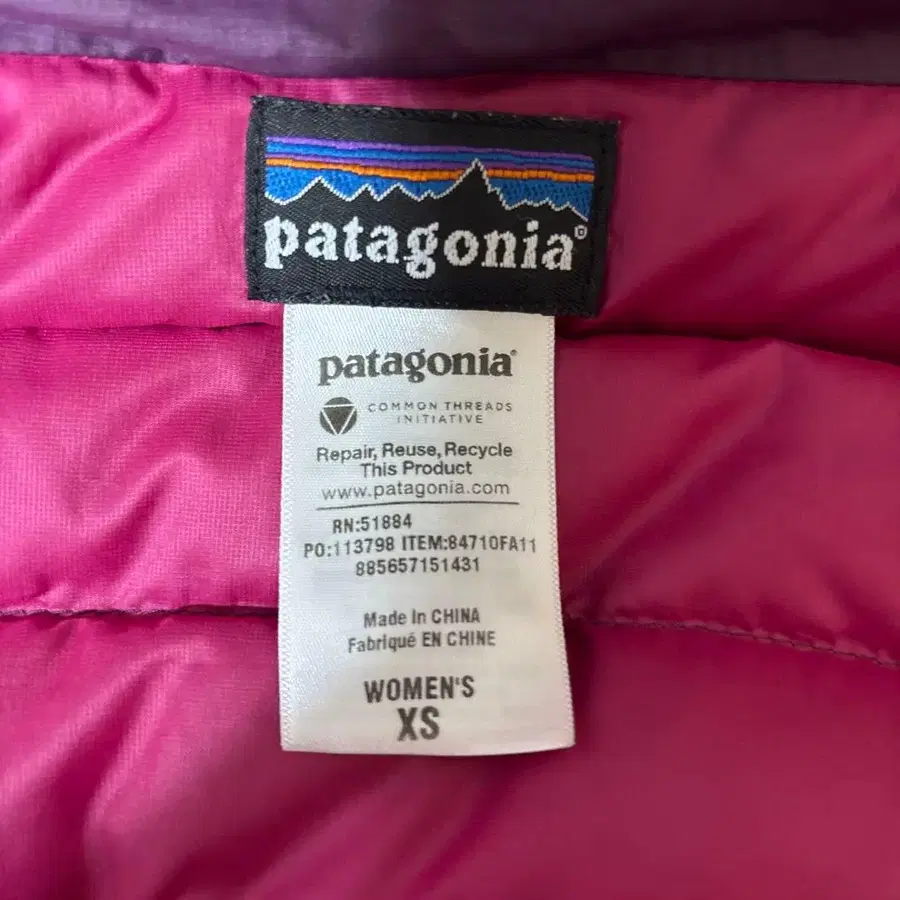 patagonia®
patagonia®
COMMON THREADS
INITIATIVE
Repair, Reuse, Recycle
This Product
www.patagonia.com
RN:51884
PO:113798 ITEM:84710FA11
885657151431
Made in CHINA
Fabriqué EN CHINE
WOMEN'S
XS